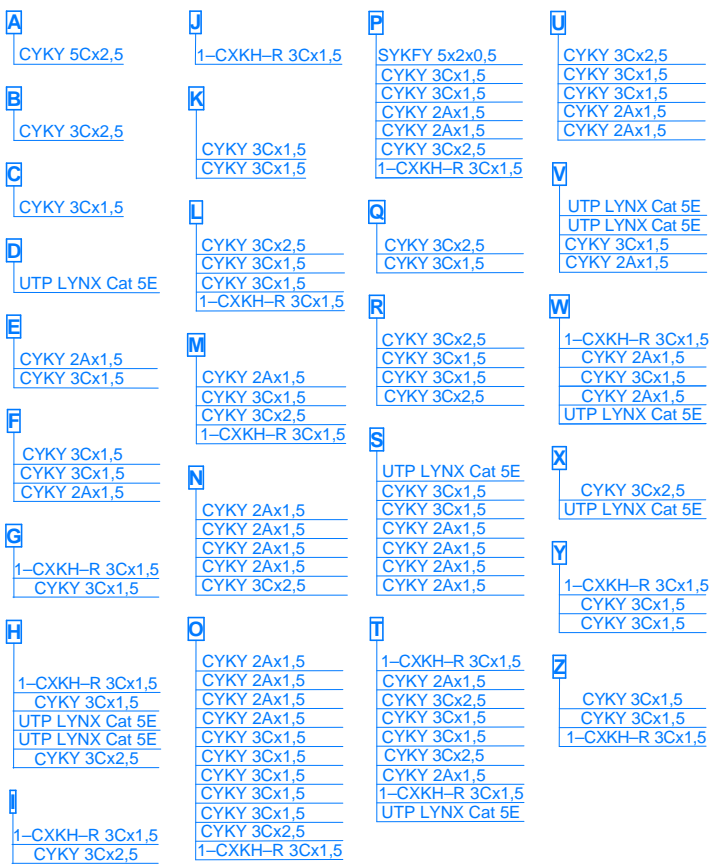 A
CYKY 5Cx2,5
B
CYKY 3Cx2,5
C
CYKY 3Cx1,5
D
UTP LYNX Cat 5E
E
CYKY 2Ax1,5
CYKY 3Cx1,5
F
CYKY 3Cx1,5
CYKY 3Cx1,5
CYKY 2Ax1,5
G
1–CXKH–R 3Cx1,5
CYKY 3Cx1,5
H
1–CXKH–R 3Cx1,5
CYKY 3Cx1,5
UTP LYNX Cat 5E
UTP LYNX Cat 5E
CYKY 3Cx2,5
I
1–CXKH–R 3Cx1,5
CYKY 3Cx2,5
J
1–CXKH–R 3Cx1,5
K
CYKY 3Cx1,5
CYKY 3Cx1,5
L
CYKY 3Cx2,5
CYKY 3Cx1,5
CYKY 3Cx1,5
1–CXKH–R 3Cx1,5
M
CYKY 2Ax1,5
CYKY 3Cx1,5
CYKY 3Cx2,5
1–CXKH–R 3Cx1,5
N
CYKY 2Ax1,5
CYKY 2Ax1,5
CYKY 2Ax1,5
CYKY 2Ax1,5
CYKY 3Cx2,5
O
CYKY 2Ax1,5
CYKY 2Ax1,5
CYKY 2Ax1,5
CYKY 2Ax1,5
CYKY 3Cx1,5
CYKY 3Cx1,5
CYKY 3Cx1,5
CYKY 3Cx1,5
CYKY 3Cx1,5
CYKY 3Cx2,5
1–CXKH–R 3Cx1,5
P
SYKFY 5x2x0,5
CYKY 3Cx1,5
CYKY 3Cx1,5
CYKY 2Ax1,5
CYKY 2Ax1,5
CYKY 3Cx2,5
1–CXKH–R 3Cx1,5
Q
CYKY 3Cx2,5
CYKY 3Cx1,5
R
CYKY 3Cx2,5
CYKY 3Cx1,5
CYKY 3Cx1,5
CYKY 3Cx2,5
S
UTP LYNX Cat 5E
CYKY 3Cx1,5
CYKY 3Cx1,5
CYKY 2Ax1,5
CYKY 2Ax1,5
CYKY 2Ax1,5
CYKY 2Ax1,5
T
1–CXKH–R 3Cx1,5
CYKY 2Ax1,5
CYKY 3Cx2,5
CYKY 3Cx1,5
CYKY 3Cx1,5
CYKY 3Cx2,5
CYKY 2Ax1,5
1–CXKH–R 3Cx1,5
UTP LYNX Cat 5E
U
CYKY 3Cx2,5
CYKY 3Cx1,5
CYKY 3Cx1,5
CYKY 2Ax1,5
CYKY 2Ax1,5
V
UTP LYNX Cat 5E
UTP LYNX Cat 5E
CYKY 3Cx1,5
CYKY 2Ax1,5
W
1–CXKH–R 3Cx1,5
CYKY 2Ax1,5
CYKY 3Cx1,5
CYKY 2Ax1,5
UTP LYNX Cat 5E
X
CYKY 3Cx2,5
UTP LYNX Cat 5E
Y
1–CXKH–R 3Cx1,5
CYKY 3Cx1,5
CYKY 3Cx1,5
Z
CYKY 3Cx1,5
CYKY 3Cx1,5
1–CXKH–R 3Cx1,5